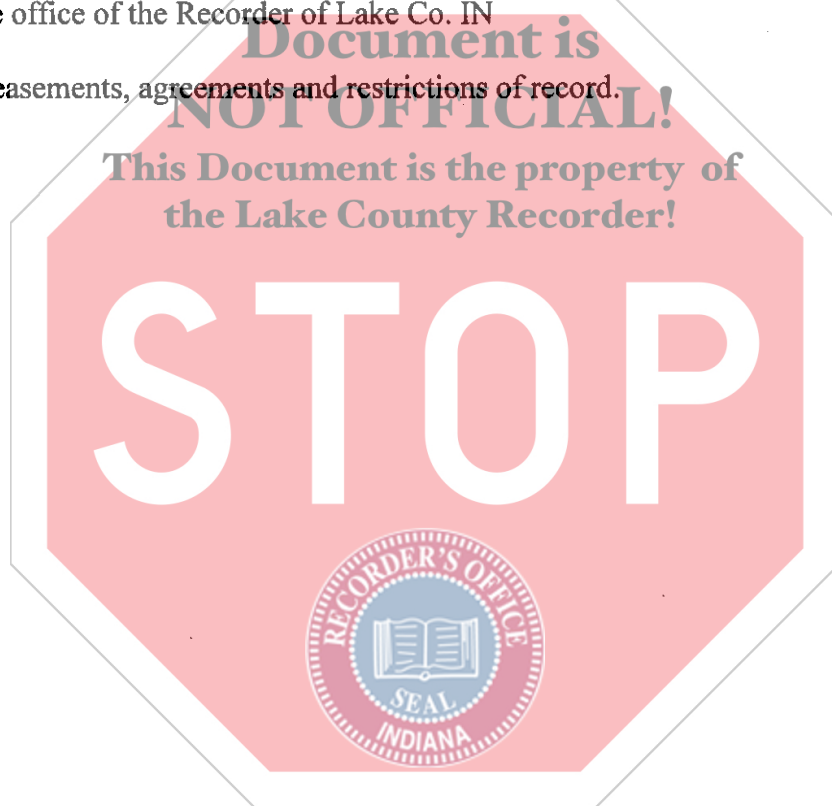 office of the Recorder of Lake Co. IN
Document is
easements, agreements and restrictions of record.
NOT OFFICIAL!
This Document is the property of
the Lake County Recorder!
STOP
RECORDER'S OFFICE
SEAL
INDIANA